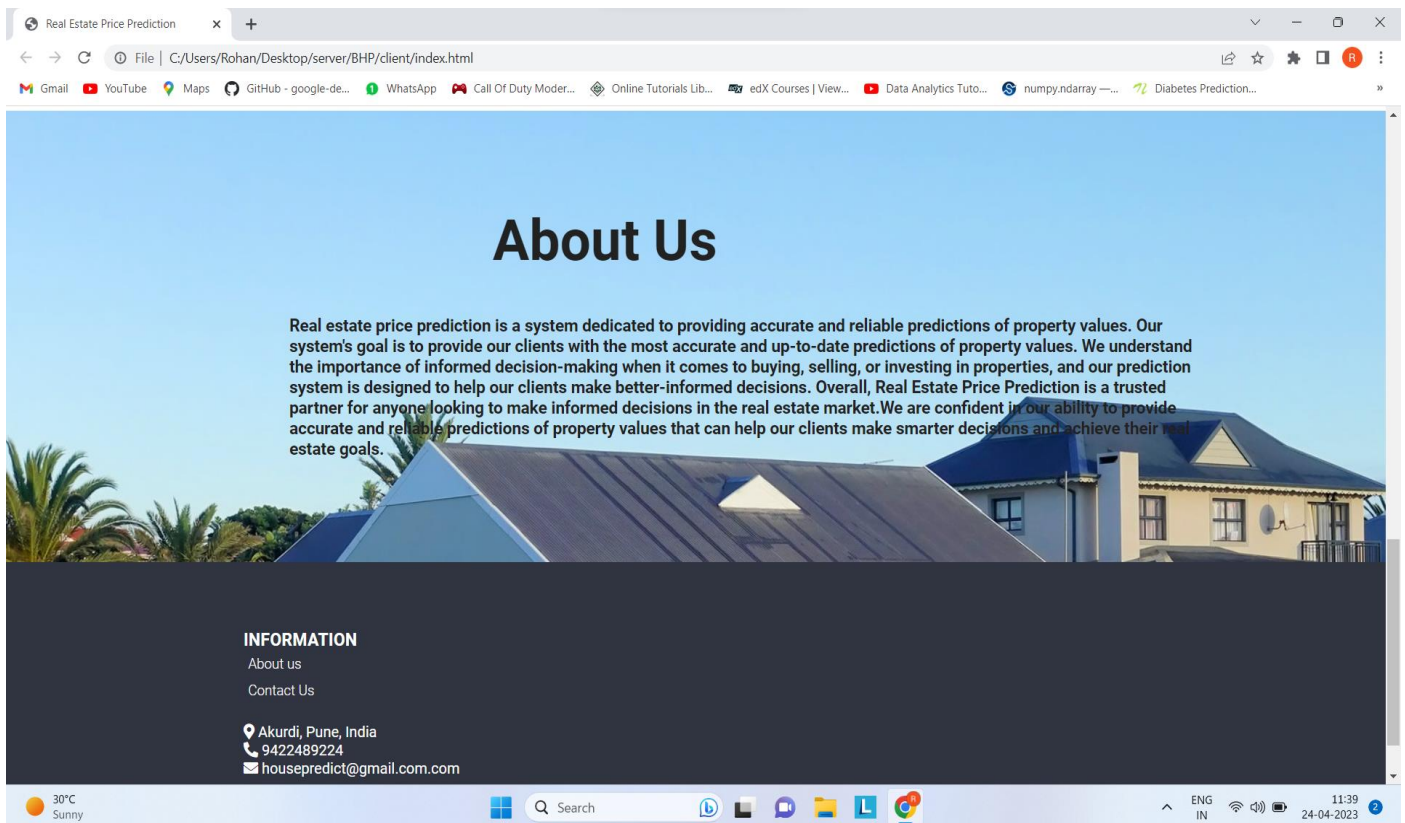 Real Estate Price Prediction
File | C:/Users/Rohan/Desktop/server/BHP/client/index.html
R
Gmail YouTube Maps GitHub - google-de... WhatsApp Call Of Duty Moder... Online Tutorials Lib... edX Courses | View... Data Analytics Tuto... numpy.ndarray —... Diabetes Prediction... »
About Us
Real estate price prediction is a system dedicated to providing accurate and reliable predictions of property values. Our
system's goal is to provide our clients with the most accurate and up-to-date predictions of property values. We understand
the importance of informed decision-making when it comes to buying, selling, or investing in properties, and our prediction
system is designed to help our clients make better-informed decisions. Overall, Real Estate Price Prediction is a trusted
partner for anyone looking to make informed decisions in the real estate market.We are confident in our ability to provide
accurate and reliable predictions of property values that can help our clients make smarter decisions and achieve their real
estate goals.
INFORMATION
About us
Contact Us
Akurdi, Pune, India
9422489224
housepredict@gmail.com.com
30°C
Sunny
Search
L
R
ENG
IN
11:39
24-04-2023
2